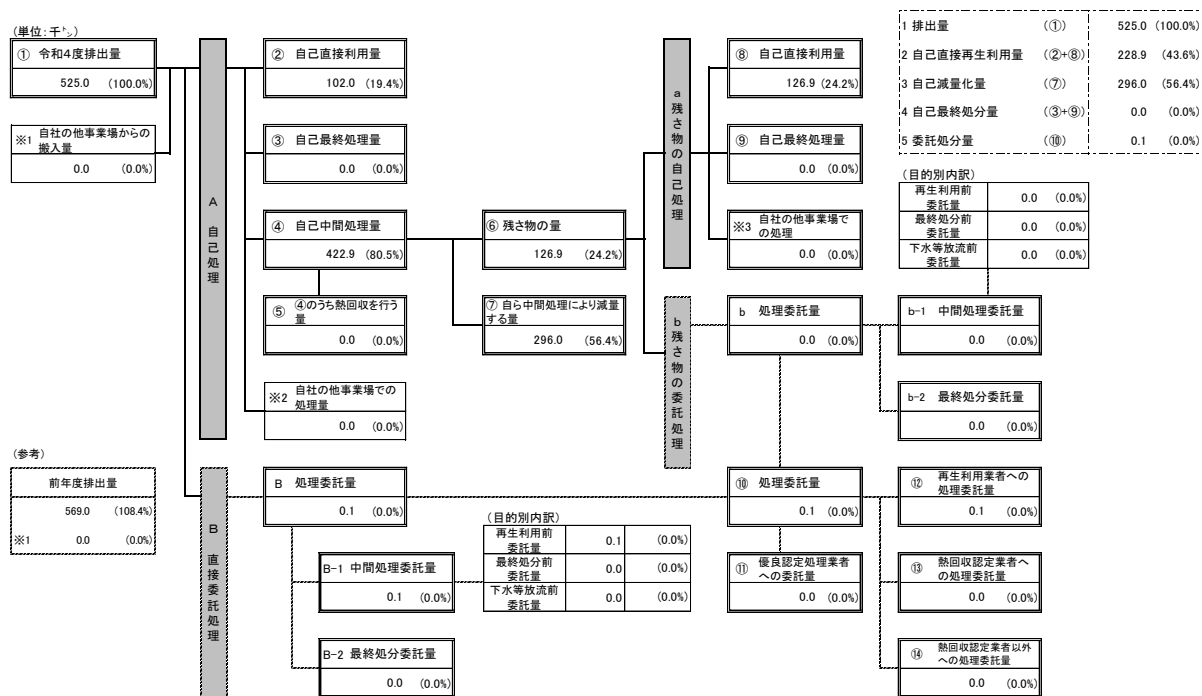 (単位:千㌧)
① 令和4度排出量
525.0 (100.0%)
※1 自社の他事業場からの
搬入量
0.0 (0.0%)
A 自己処理
② 自己直接利用量
102.0 (19.4%)
③ 自己最終処理量
0.0 (0.0%)
④ 自己中間処理量
422.9 (80.5%)
⑤ ④のうち熱回収を行う
量
0.0 (0.0%)
※2 自社の他事業場での
処理量
0.0 (0.0%)
⑥ 残さ物の量
126.9 (24.2%)
⑦ 自ら中間処理により減量
する量
296.0 (56.4%)
a 残さ物の自己処理
⑧ 自己直接利用量
126.9 (24.2%)
⑨ 自己最終処理量
0.0 (0.0%)
※3 自社の他事業場で
の処理
0.0 (0.0%)
1 排出量 (①) 525.0 (100.0%)
2 自己直接再生利用量 (②+⑧) 228.9 (43.6%)
3 自己減量化量 (⑦) 296.0 (56.4%)
4 自己最終処分量 (③+⑨) 0.0 (0.0%)
5 委託処分量 (⑩) 0.1 (0.0%)
(目的別内訳)
再生利用前
委託量 0.0 (0.0%)
最終処分前
委託量 0.0 (0.0%)
下水等放流前
委託量 0.0 (0.0%)
b 残さ物の委託処理
b 処理委託量
0.0 (0.0%)
b-1 中間処理委託量
0.0 (0.0%)
b-2 最終処分委託量
0.0 (0.0%)
(参考)
前年度排出量
569.0 (108.4%)
※1 0.0 (0.0%)
B 直接委託処理
B 処理委託量
0.1 (0.0%)
B-1 中間処理委託量
0.1 (0.0%)
B-2 最終処分委託量
0.0 (0.0%)
(目的別内訳)
再生利用前
委託量 0.1 (0.0%)
最終処分前
委託量 0.0 (0.0%)
下水等放流前
委託量 0.0 (0.0%)
⑩ 処理委託量
0.1 (0.0%)
⑪ 優良認定処理業者
への委託量
0.0 (0.0%)
⑫ 再生利用業者への
処理委託量
0.1 (0.0%)
⑬ 熱回収認定業者へ
の処理委託量
0.0 (0.0%)
⑭ 熱回収認定業者以外
への処理委託量
0.0 (0.0%)